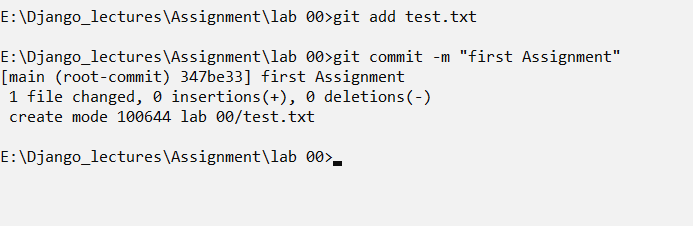 E:\Django_lectures\Assignment\lab 00>git add test.txt
E:\Django_lectures\Assignment\lab 00>git commit -m "first Assignment"
[main (root-commit) 347be33] first Assignment
 1 file changed, 0 insertions(+), 0 deletions(-)
 create mode 100644 lab 00/test.txt
E:\Django_lectures\Assignment\lab 00>